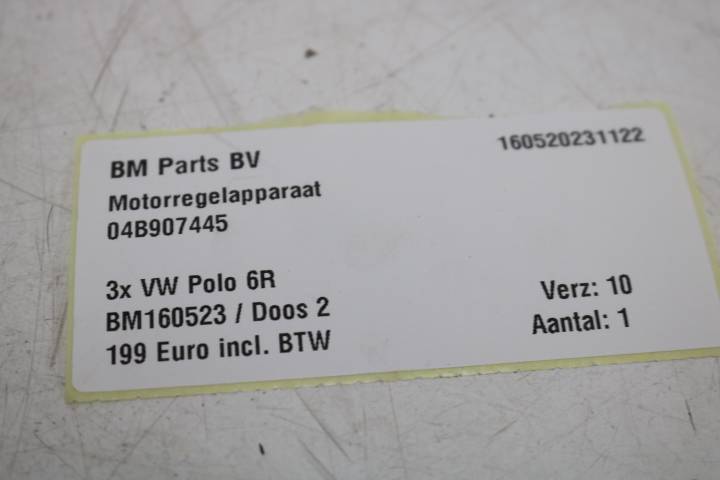 BM Parts BV
160520231122
Motorregelapparaat
04B907445
3x VW Polo 6R
BM160523 / Doos 2
199 Euro incl. BTW
Verz: 10
Aantal: 1